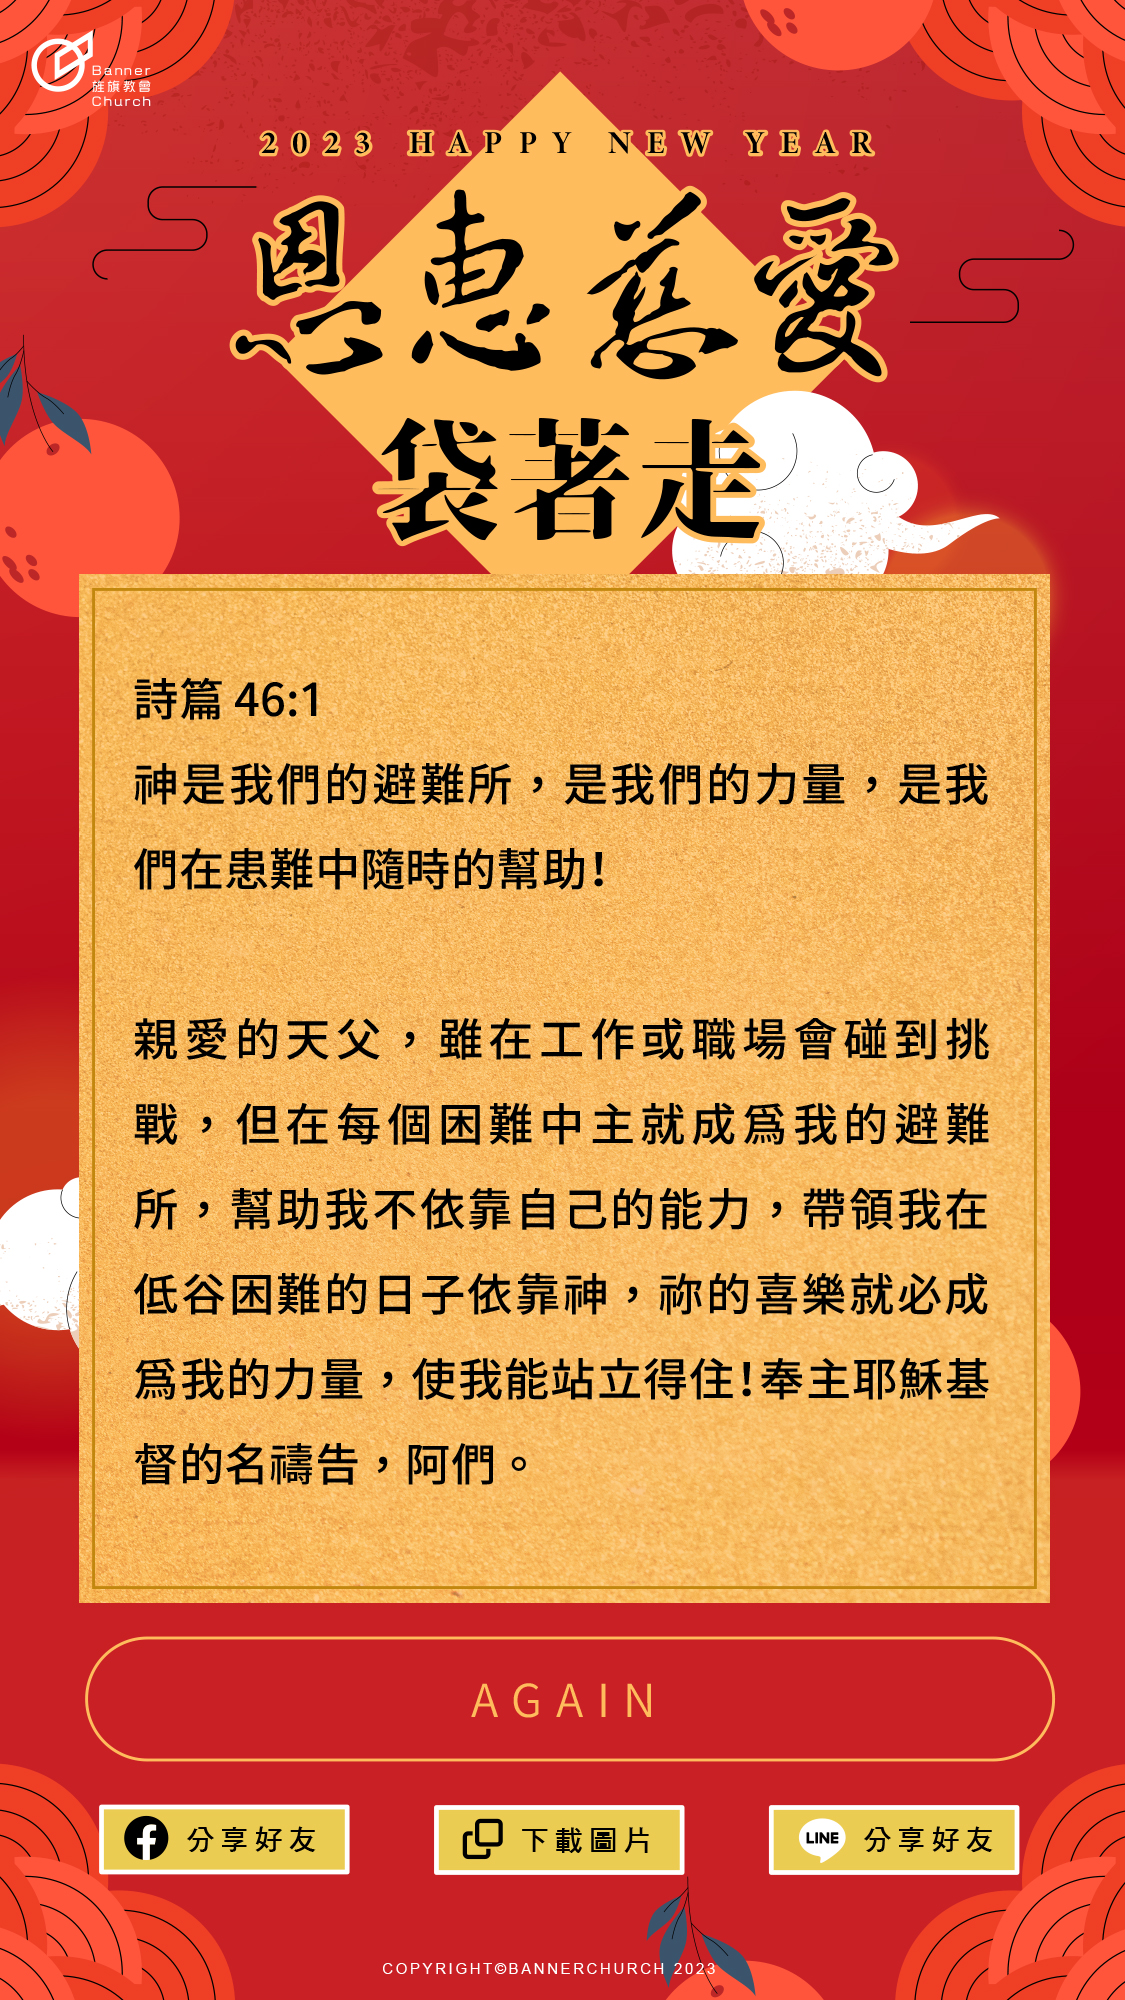 Banner
旌旗教會
Church
2023 HAPPY NEW YEAR
恩惠慈愛
袋著走
詩篇 46:1
神是我們的避難所，是我們的力量，是我
們在患難中隨時的幫助！
親愛的天父，雖在工作或職場會碰到挑
戰，但在每個困難中主就成爲我的避難
所，幫助我不依靠自己的能力，帶領我在
低谷困難的日子依靠神，祢的喜樂就必成
爲我的力量，使我能站立得住！奉主耶穌基
督的名禱告，阿們。
AGAIN
分享好友
下載圖片
LINE 分享好友
COPYRIGHT©BANNERCHURCH 2023